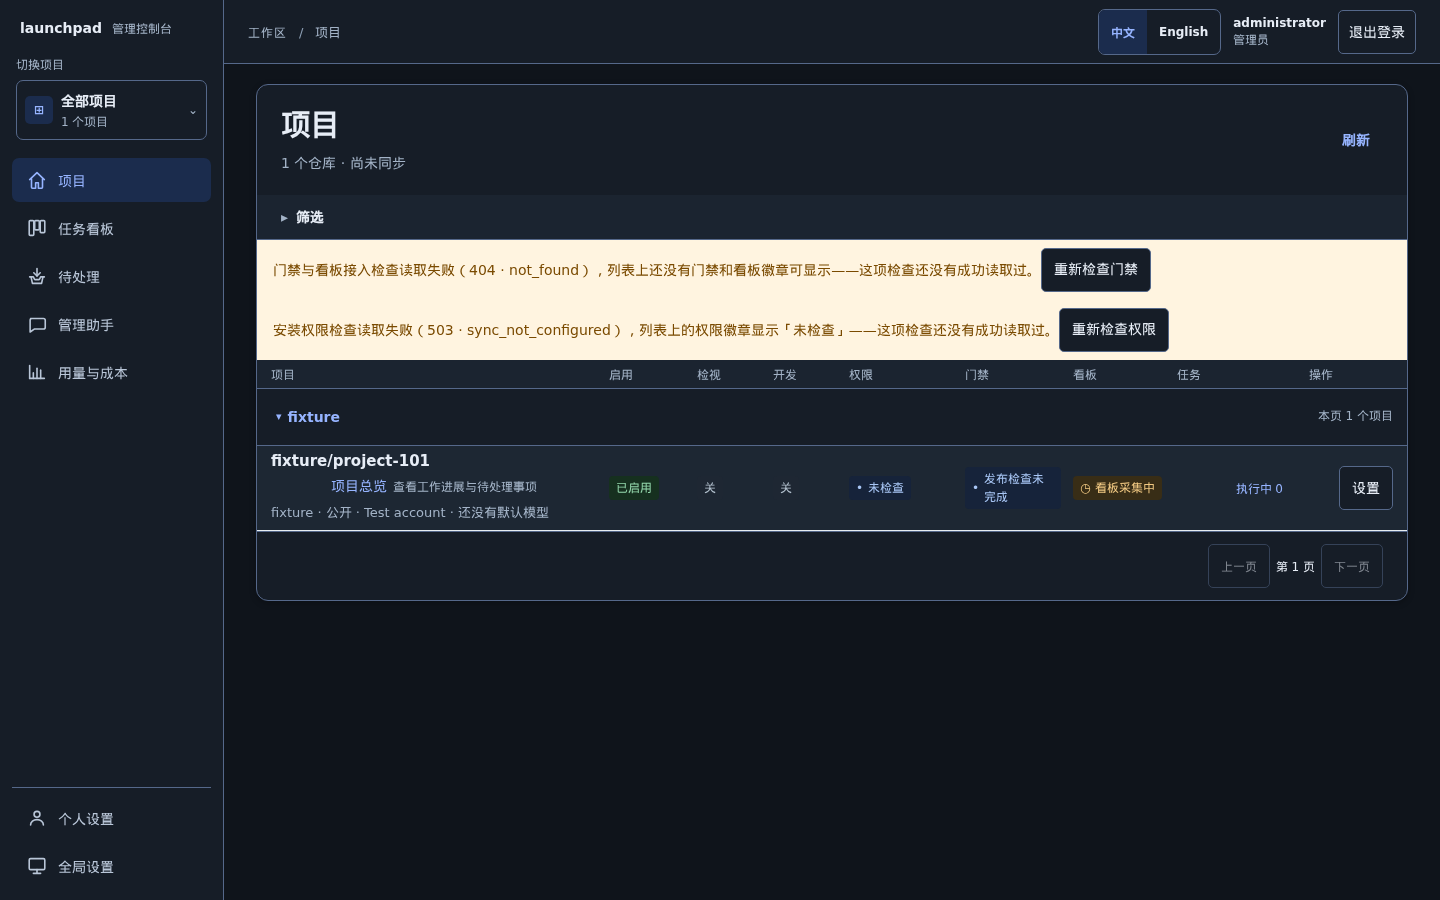 launchpad 管理控制台
工作区 / 项目
中文 English
administrator
管理员
退出登录
切换项目
全部项目
1 个项目
项目
任务看板
待处理
管理助手
用量与成本
个人设置
全局设置
项目
1 个仓库 · 尚未同步
刷新
筛选
门禁与看板接入检查读取失败（404 · not_found），列表上还没有门禁和看板徽章可显示——这项检查还没有成功读取过。 重新检查门禁
安装权限检查读取失败（503 · sync_not_configured），列表上的权限徽章显示「未检查」——这项检查还没有成功读取过。 重新检查权限
项目 启用 检视 开发 权限 门禁 看板 任务 操作
fixture 本页 1 个项目
fixture/project-101
项目总览 查看工作进展与待处理事项
fixture · 公开 · Test account · 还没有默认模型
已启用 关 关 • 未检查 • 发布检查未
完成
看板采集中 执行中 0 设置
上一页 第 1 页 下一页